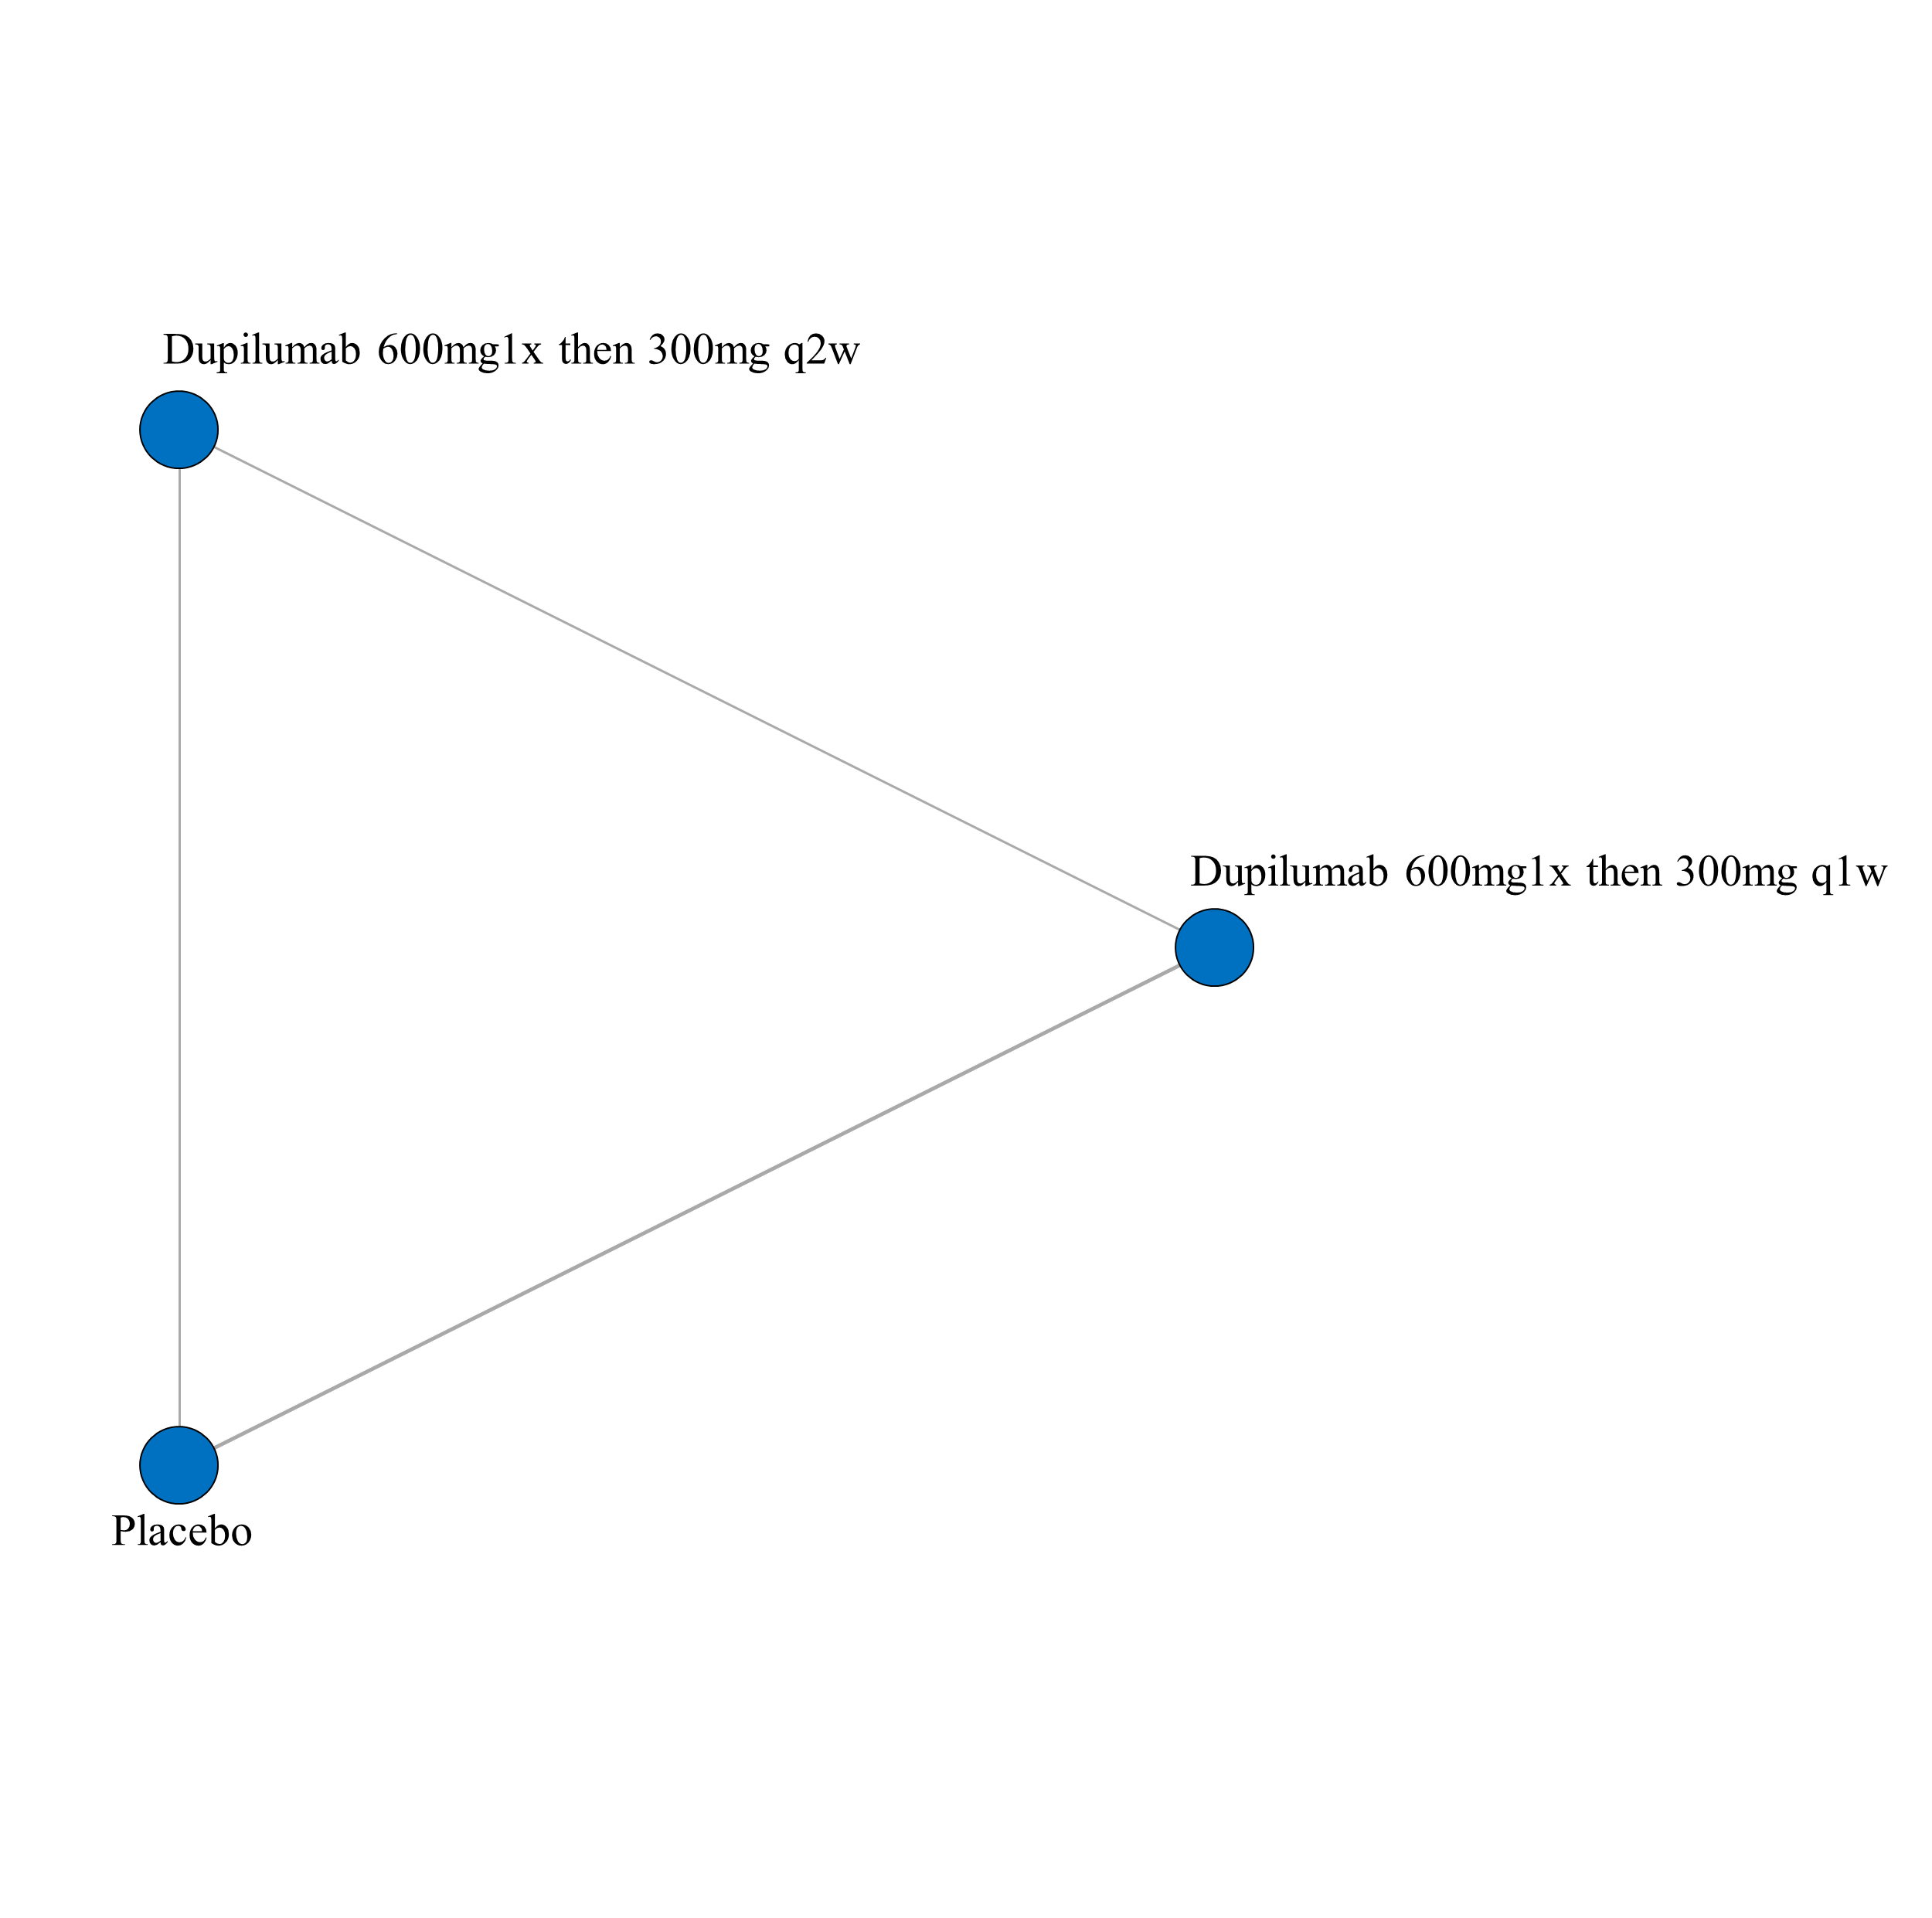 Dupilumab 600mg1x then 300mg q2w
Dupilumab 600mg1x then 300mg q1w
Placebo